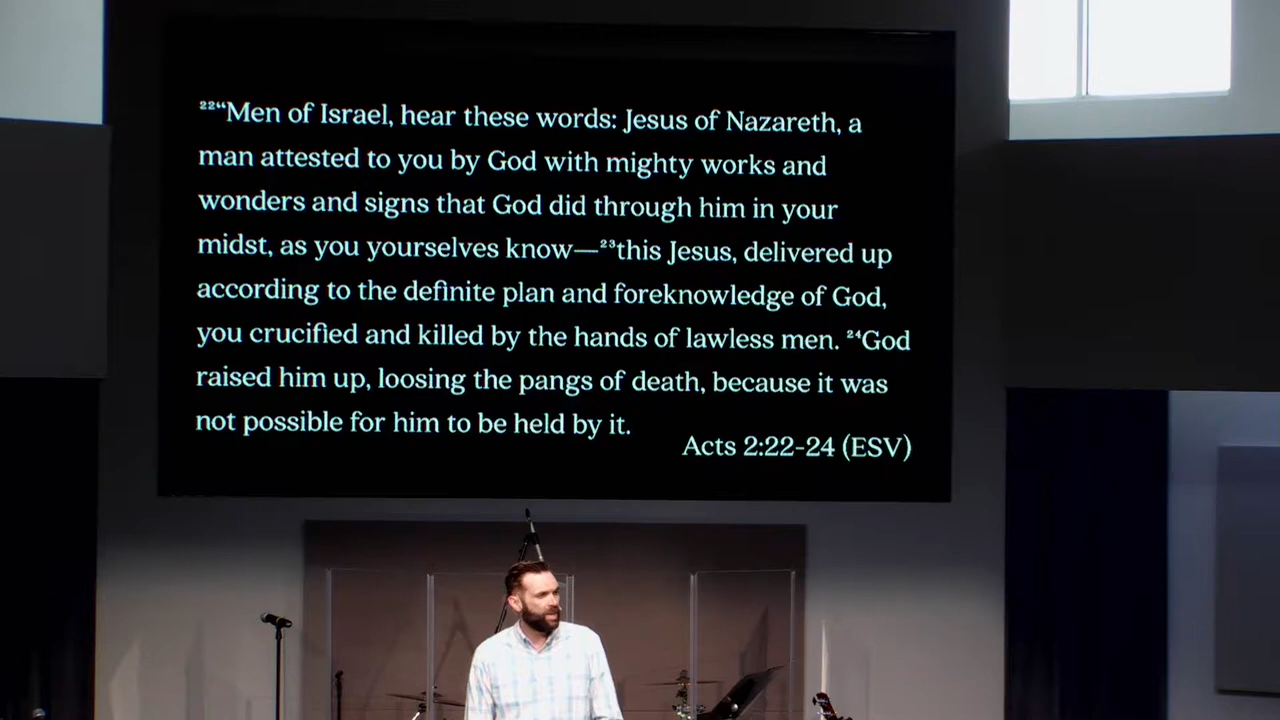 ²²“Men of Israel, hear these words: Jesus of Nazareth, a
man attested to you by God with mighty works and
wonders and signs that God did through him in your
midst, as you yourselves know—²³this Jesus, delivered up
according to the definite plan and foreknowledge of God,
you crucified and killed by the hands of lawless men. ²⁴God
raised him up, loosing the pangs of death, because it was
not possible for him to be held by it.
Acts 2:22-24 (ESV)